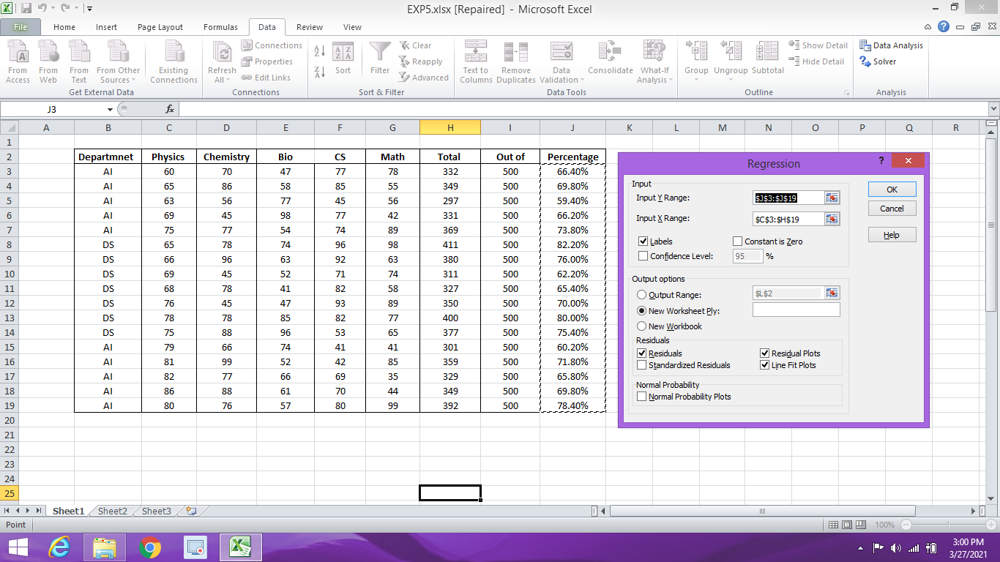 EXP5.xlsx [Repaired] - Microsoft Excel
File Home Insert Page Layout Formulas Data Review View
From Access From Web From Text From Other Sources Existing Connections Refresh All Connections Properties Edit Links Sort Filter Clear Reapply Advanced Text to Columns Remove Duplicates Data Validation Consolidate What-If Analysis Group Ungroup Subtotal Show Detail Hide Detail Data Analysis Solver
Get External Data Connections Sort & Filter Data Tools Outline Analysis
J3 fx
A B C D E F G H I J K L M N O P Q R
1
2 Departmnet Physics Chemistry Bio CS Math Total Out of Percentage
3 AI 60 70 47 77 78 332 500 66.40%
4 AI 65 86 58 85 55 349 500 69.80%
5 AI 63 56 77 45 56 297 500 59.40%
6 AI 69 45 98 77 42 331 500 66.20%
7 AI 75 77 54 74 89 369 500 73.80%
8 DS 65 78 74 96 98 411 500 82.20%
9 DS 66 96 63 92 63 380 500 76.00%
10 DS 69 45 52 71 74 311 500 62.20%
11 DS 68 78 41 82 58 327 500 65.40%
12 DS 76 45 47 93 89 350 500 70.00%
13 DS 78 78 85 82 77 400 500 80.00%
14 DS 75 88 96 53 65 377 500 75.40%
15 AI 79 66 74 41 41 301 500 60.20%
16 AI 81 99 52 42 85 359 500 71.80%
17 AI 82 77 66 69 35 329 500 65.80%
18 AI 86 88 61 70 44 349 500 69.80%
19 AI 80 76 57 80 99 392 500 78.40%
20
21
22
23
24
25
Regression ?
Input
Input Y Range: $J$3:$J$19 OK
Input X Range: $C$3:$H$19 Cancel
Help
Labels Constant is Zero
Confidence Level: 95 %
Output options
Output Range: $L$2
New Worksheet Ply:
New Workbook
Residuals
Residuals Residual Plots
Standardized Residuals Line Fit Plots
Normal Probability
Normal Probability Plots
Sheet1 Sheet2 Sheet3
Point 100%
3:00 PM
3/27/2021